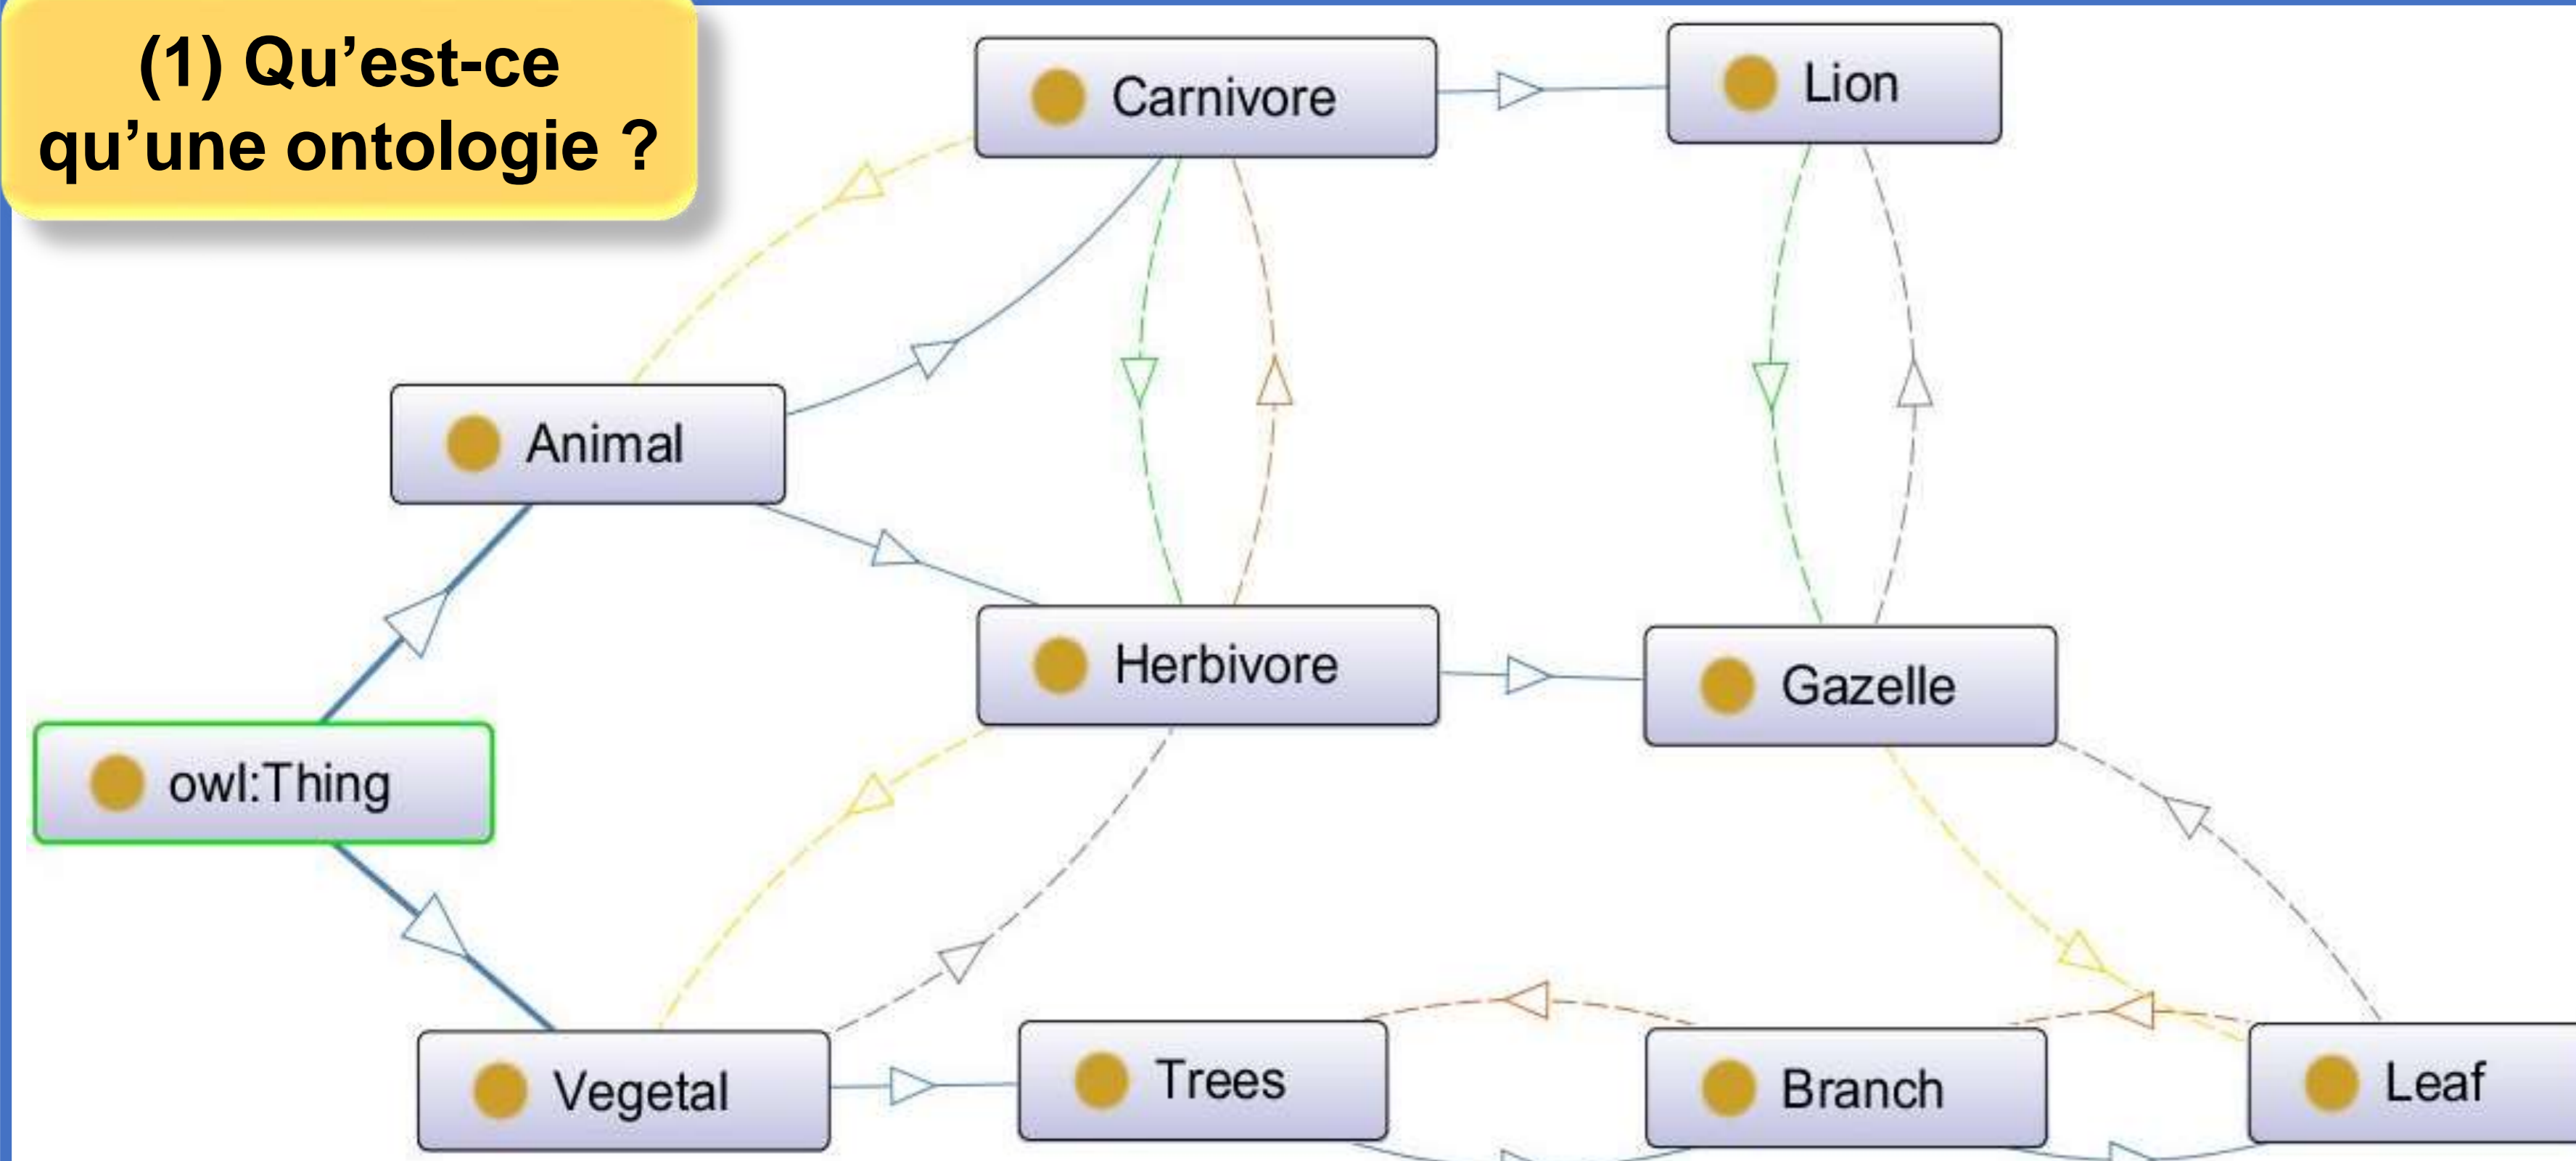 (1) Qu’est-ce
qu’une ontologie ?
Carnivore
Lion
Animal
Herbivore
Gazelle
owl:Thing
Vegetal
Trees
Branch
Leaf